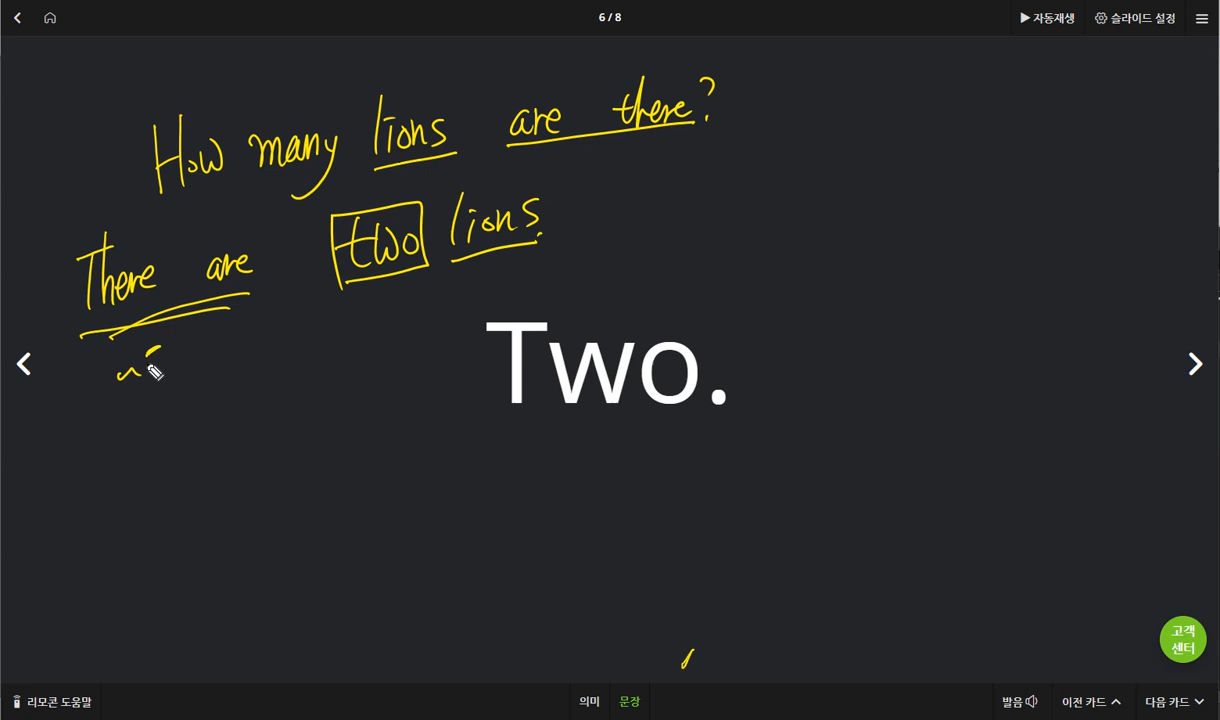 6 / 8
자동재생
슬라이드 설정
How many lions are there?
There are two lions.
Two.
고객
센터
리모콘 도움말
의미
문장
발음
이전 카드
다음 카드